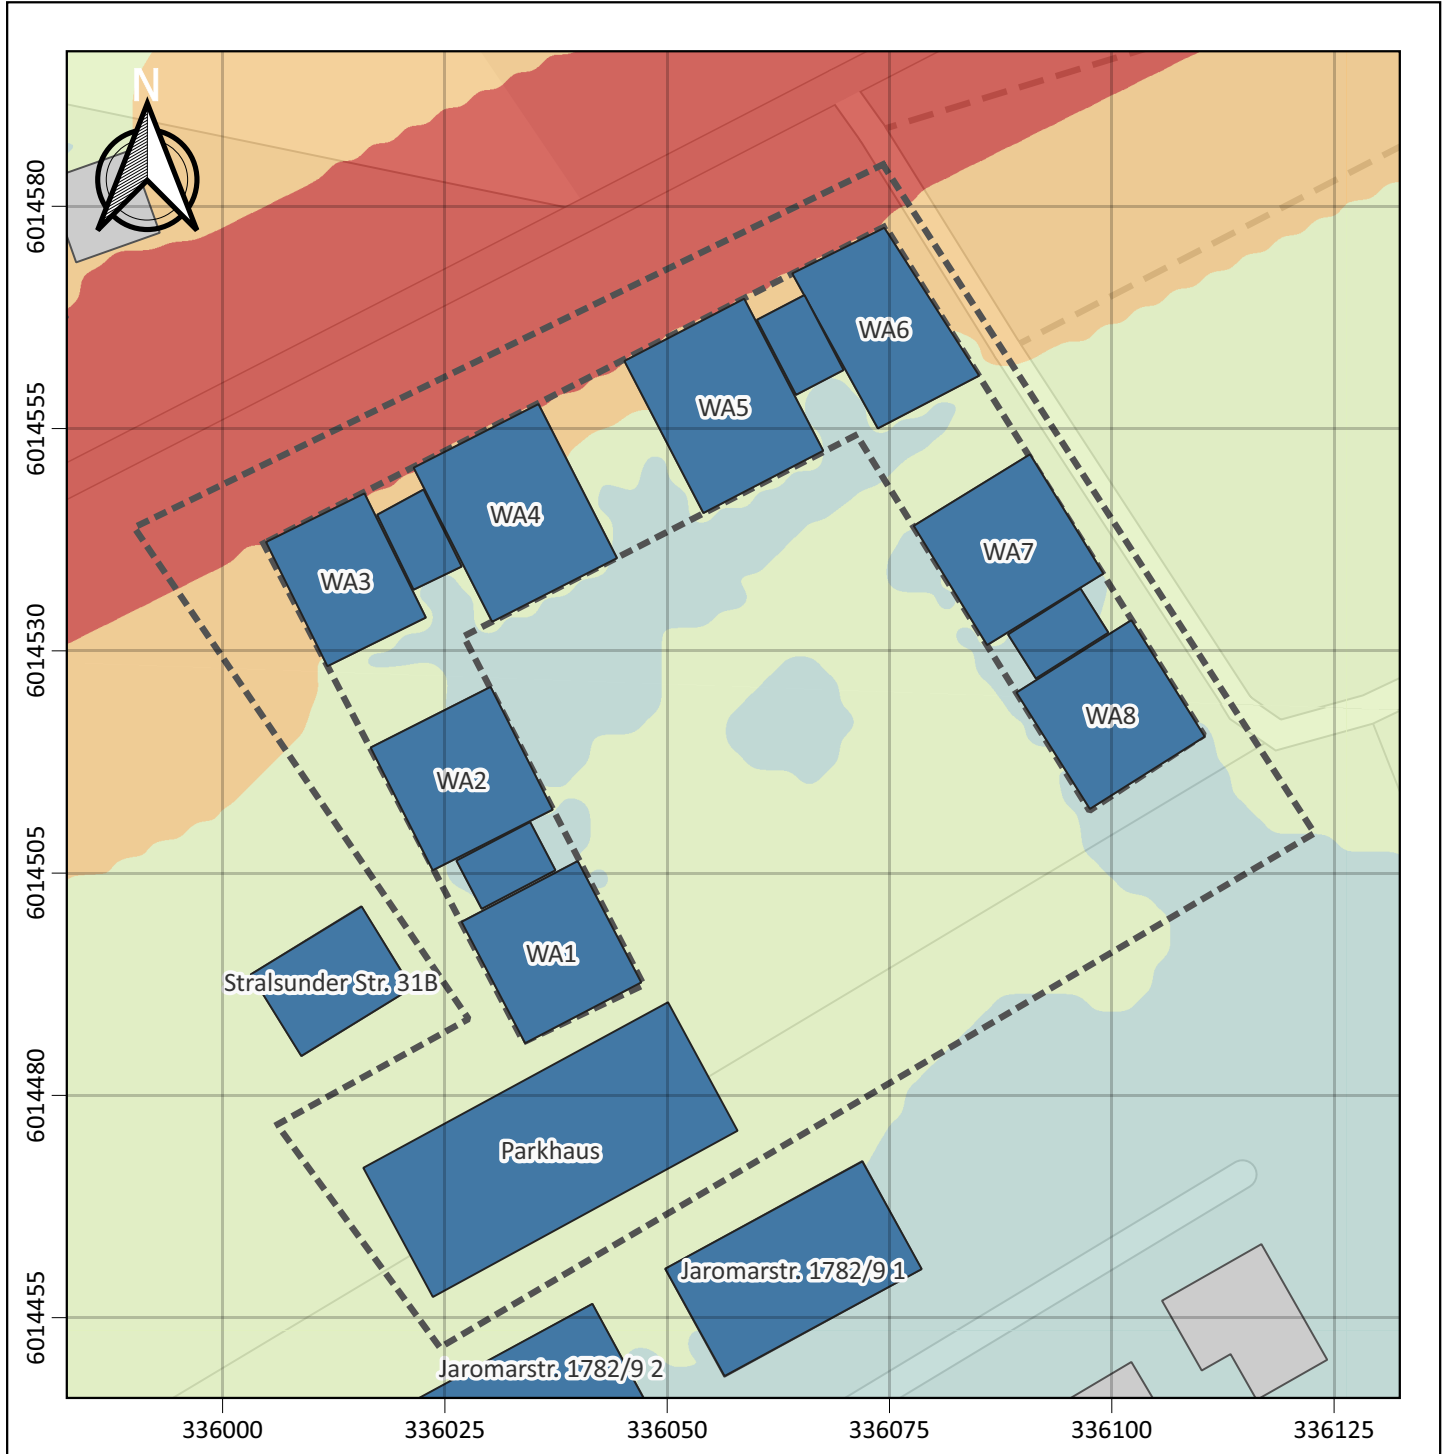 N
6014580
6014555
6014530
6014505
6014480
6014455
WA6
WA5
WA4
WA3
WA7
WA8
WA2
WA1
Stralsunder Str. 31B
Parkhaus
Jaromarstr. 1782/9 1
Jaromarstr. 1782/9 2
336000
336025
336050
336075
336100
336125